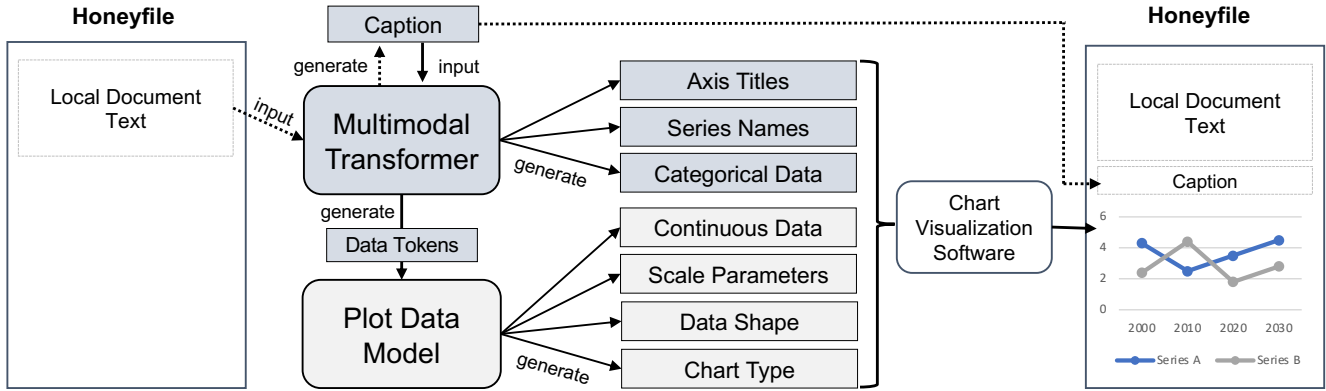 Honeyfile
Local Document
Text
input
Caption
generate
input
Multimodal
Transformer
generate
Data Tokens
Plot Data
Model
generate
Axis Titles
Series Names
Categorical Data
generate
Continuous Data
Scale Parameters
Data Shape
Chart Type
Chart
Visualization
Software
Honeyfile
Local Document
Text
Caption
6
4
2
0
2000 2010 2020 2030
Series A Series B